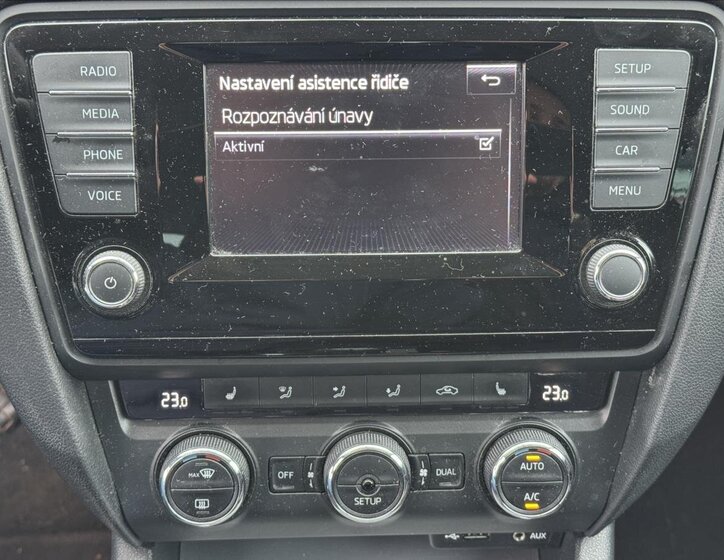 RADIO
MEDIA
PHONE
VOICE
Nastavení asistence řidiče
Rozpoznávání únavy
Aktivní
SETUP
SOUND
CAR
MENU
23.0
23.0
MAX
OFF
SETUP
DUAL
AUTO
A/C
AUX